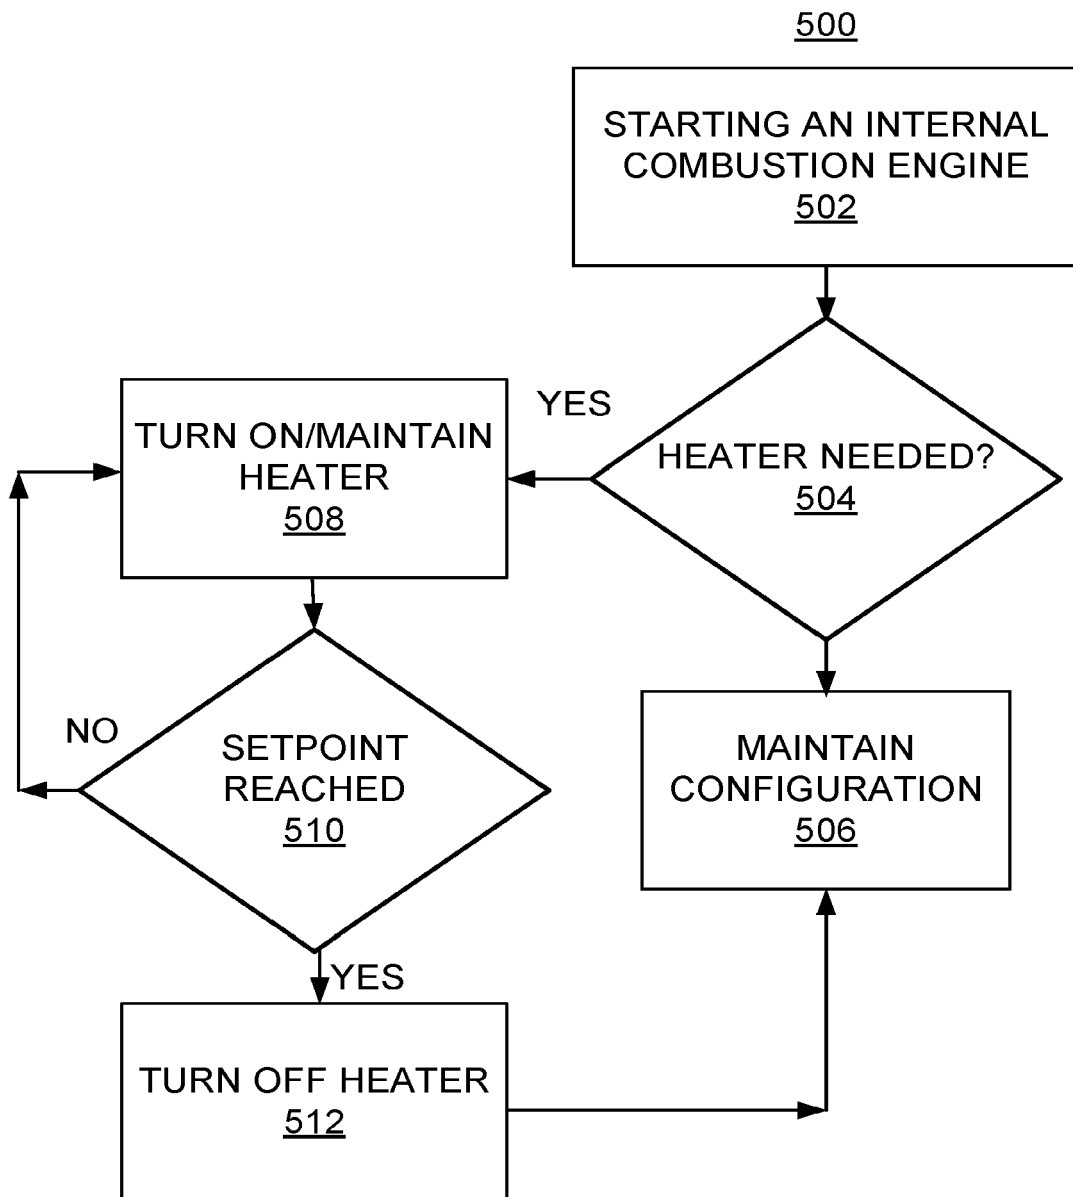 500
STARTING AN INTERNAL
COMBUSTION ENGINE
502
YES
HEATER NEEDED?
504
TURN ON/MAINTAIN
HEATER
508
NO
SETPOINT
REACHED
510
MAINTAIN
CONFIGURATION
506
YES
TURN OFF HEATER
512